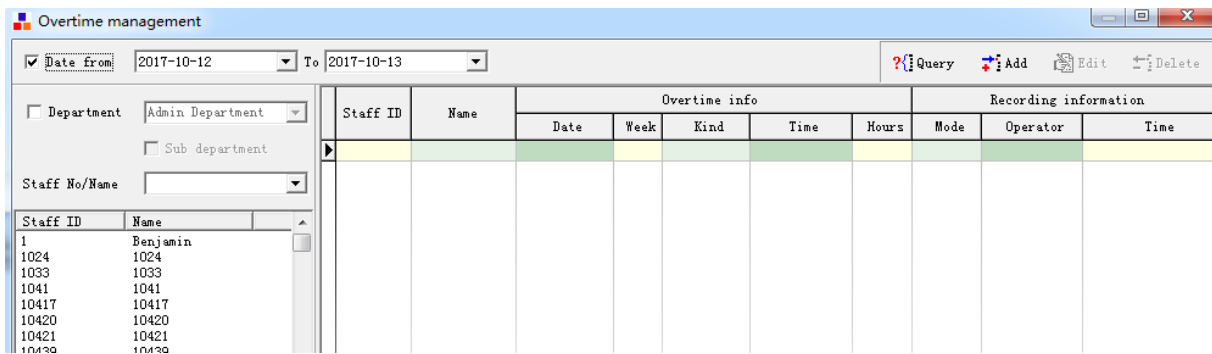 Overtime management
Date from 2017-10-12 To 2017-10-13 Query Add Edit Delete
Department Admin Department
Sub department
Staff No/Name
Staff ID Name
1 Benjamin
1024 1024
1033 1033
1041 1041
10417 10417
10420 10420
10421 10421
10439 10439
Staff ID Name Overtime info Recording information
Date Week Kind Time Hours Mode Operator Time